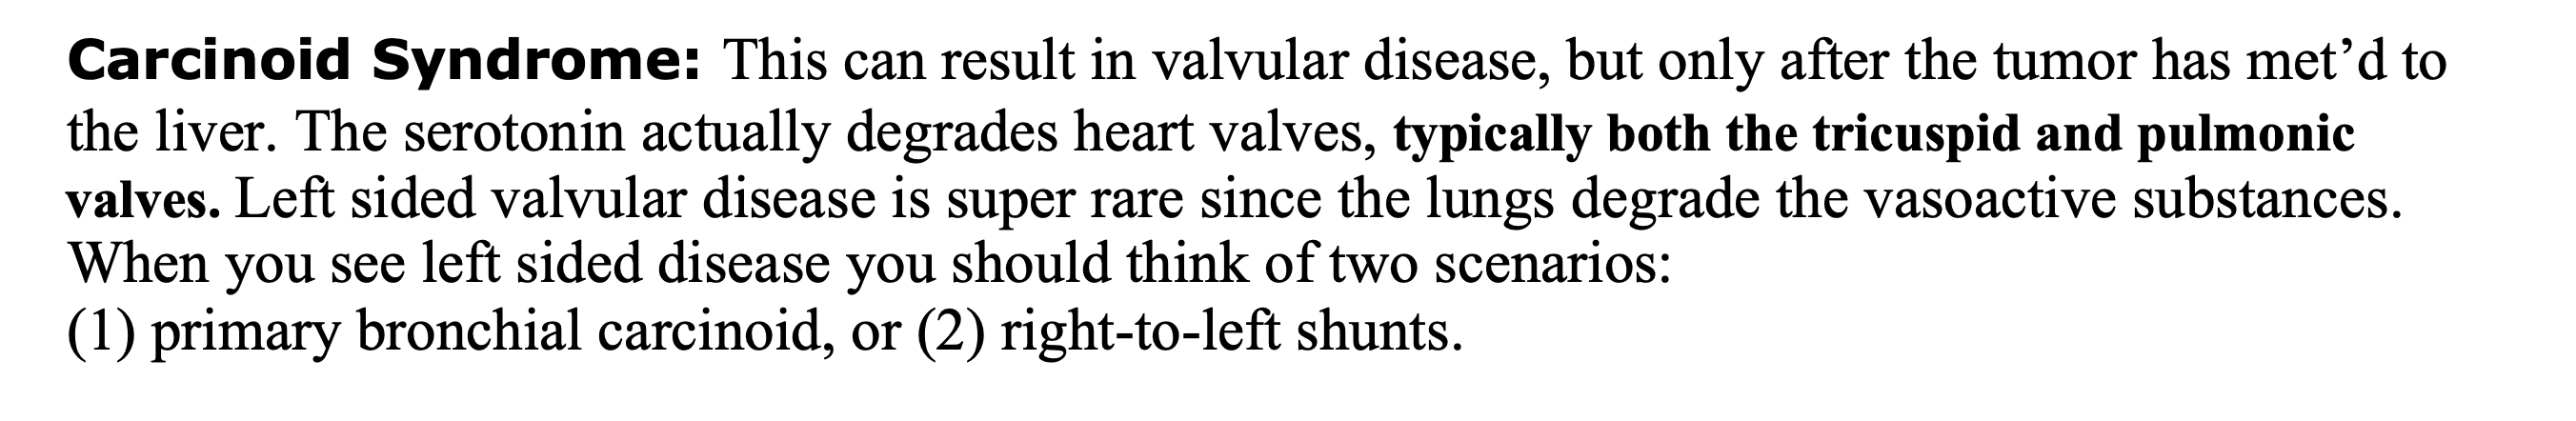 Carcinoid Syndrome: This can result in valvular disease, but only after the tumor has met’d to
the liver. The serotonin actually degrades heart valves, typically both the tricuspid and pulmonic
valves. Left sided valvular disease is super rare since the lungs degrade the vasoactive substances.
When you see left sided disease you should think of two scenarios:
(1) primary bronchial carcinoid, or (2) right-to-left shunts.